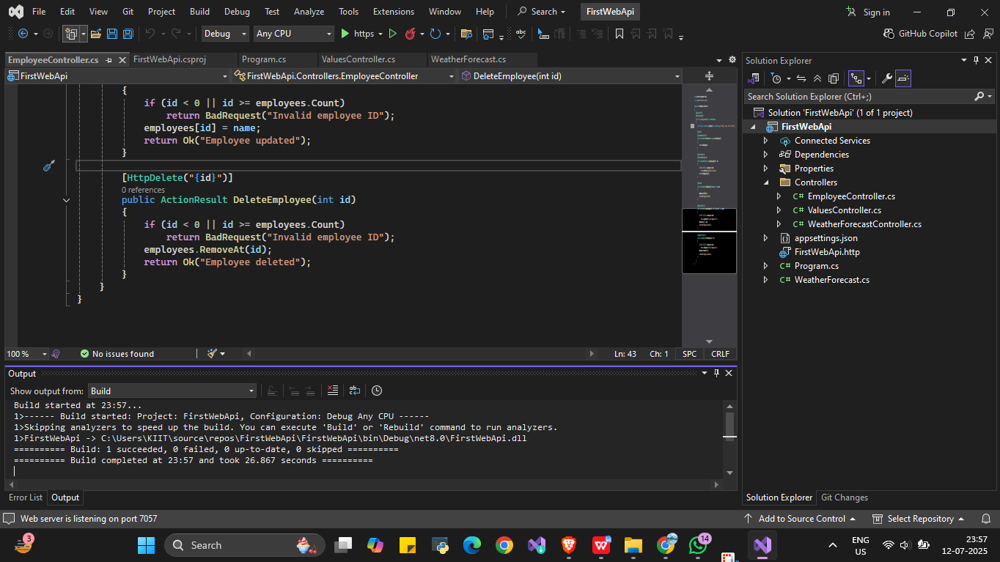 File Edit View Git Project Build Debug Test Analyze Tools Extensions Window Help Search FirstWebApi Sign in
Debug Any CPU https GitHub Copilot
EmployeeController.cs FirstWebApi.csproj Program.cs ValuesController.cs WeatherForecast.cs
FirstWebApi FirstWebApi.Controllers.EmployeeController DeleteEmployee(int id)
{
if (id < 0 || id >= employees.Count)
return BadRequest("Invalid employee ID");
employees[id] = name;
return Ok("Employee updated");
}
[HttpDelete("{id}")]
0 references
public ActionResult DeleteEmployee(int id)
{
if (id < 0 || id >= employees.Count)
return BadRequest("Invalid employee ID");
employees.RemoveAt(id);
return Ok("Employee deleted");
}
}
}
100 % No issues found Ln: 43 Ch: 1 SPC CRLF
Output
Show output from: Build
Build started at 23:57...
1>------ Build started: Project: FirstWebApi, Configuration: Debug Any CPU ------
1>Skipping analyzers to speed up the build. You can execute 'Build' or 'Rebuild' command to run analyzers.
1>FirstWebApi -> C:\Users\KIIT\source\repos\FirstWebApi\FirstWebApi\bin\Debug\net8.0\FirstWebApi.dll
========== Build: 1 succeeded, 0 failed, 0 up-to-date, 0 skipped ==========
========== Build completed at 23:57 and took 26.867 seconds ==========
Error List Output
Solution Explorer
Search Solution Explorer (Ctrl+;)
Solution 'FirstWebApi' (1 of 1 project)
FirstWebApi
Connected Services
Dependencies
Properties
Controllers
C# EmployeeController.cs
C# ValuesController.cs
C# WeatherForecastController.cs
appsettings.json
FirstWebApi.http
C# Program.cs
C# WeatherForecast.cs
Solution Explorer Git Changes
Web server is listening on port 7057 Add to Source Control Select Repository
3 Search 14 ENG
US
23:57
12-07-2025